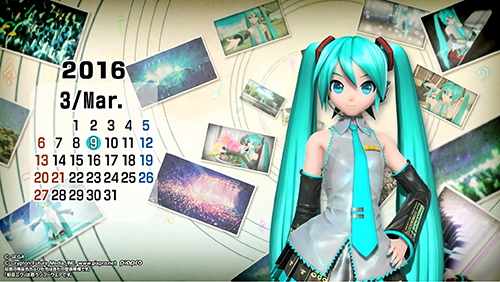 2016
3/Mar.
1 2 3 4 5
6 7 8 9 10 11 12
13 14 15 16 17 18 19
20 21 22 23 24 25 26
27 28 29 30 31
© SEGA
© Crypton Future Media, INC. www.piapro.net piapro